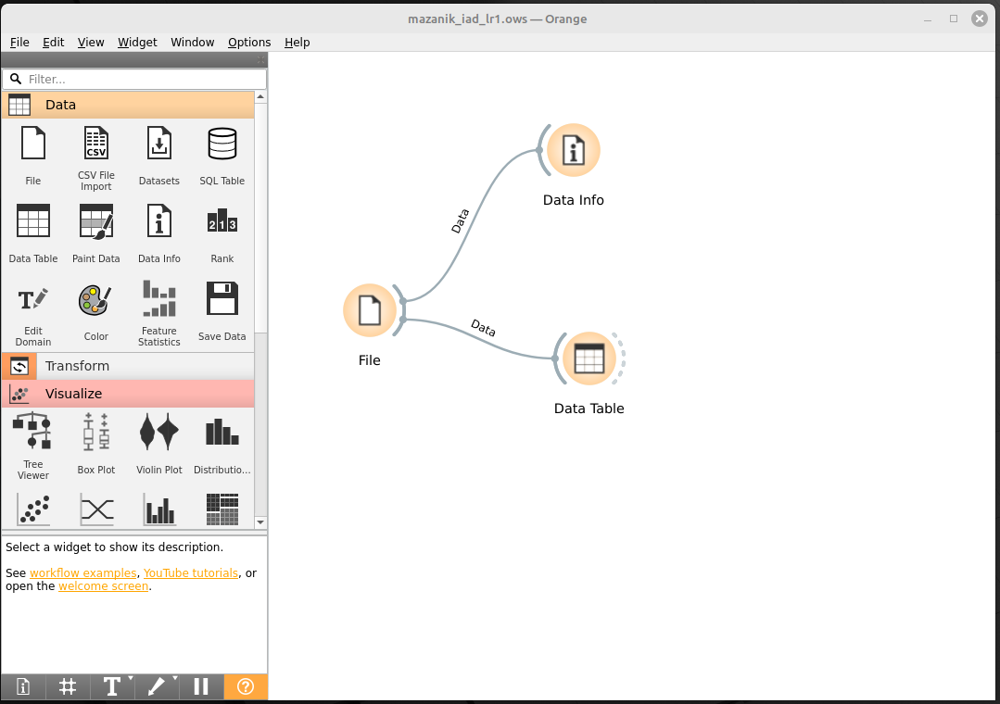 mazanik_iad_lr1.ows — Orange
File Edit View Widget Window Options Help
Filter...
Data
File
CSV File
Import
Datasets
SQL Table
Data Table
Paint Data
Data Info
Rank
Edit
Domain
Color
Feature
Statistics
Save Data
Transform
Visualize
Tree
Viewer
Box Plot
Violin Plot
Distributio...
Select a widget to show its description.
See workflow examples, YouTube tutorials, or
open the welcome screen.
Data
Data Info
File
Data
Data Table